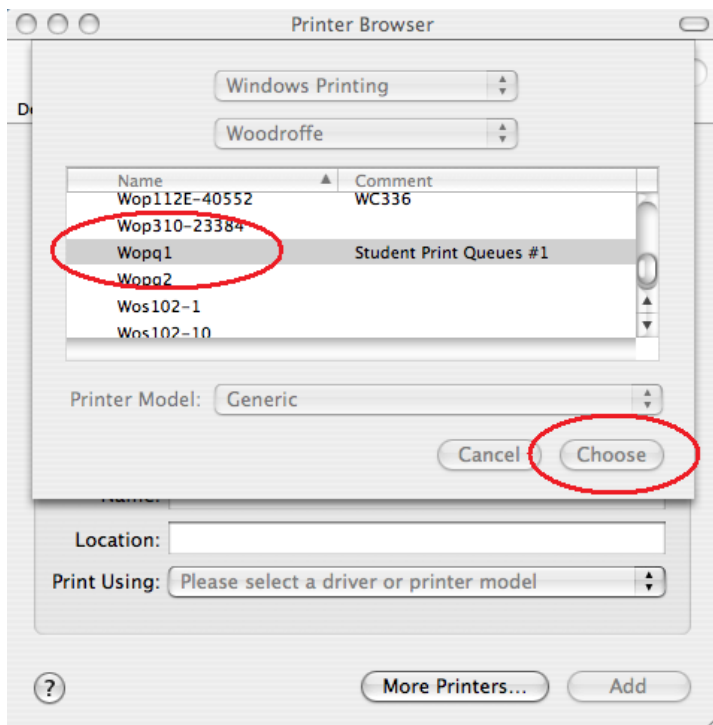 Printer Browser
Windows Printing
Woodroffe
Name Comment
Wop112E-40552 WC336
Wop310-23384
Wopq1 Student Print Queues #1
Wopq2
Wos102-1
Wos102-10
Printer Model: Generic
Cancel Choose
Name:
Location:
Print Using: Please select a driver or printer model
? More Printers... Add